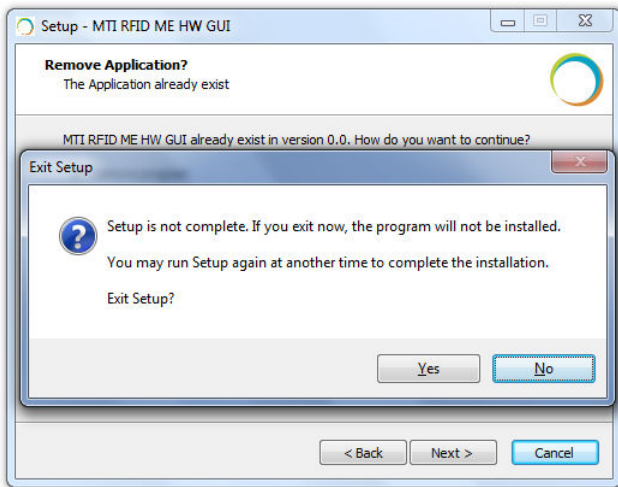 Setup - MTI RFID ME HW GUI
Remove Application?
The Application already exist
MTI RFID ME HW GUI already exist in version 0.0. How do you want to continue?
Exit Setup
Setup is not complete. If you exit now, the program will not be installed.
You may run Setup again at another time to complete the installation.
Exit Setup?
Yes
No
< Back
Next >
Cancel